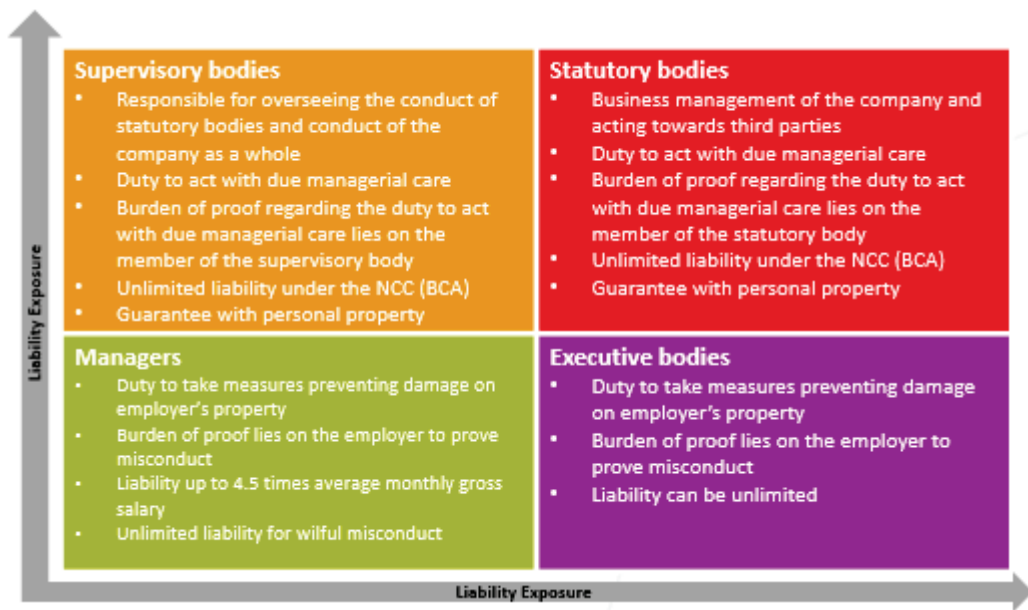 Supervisory bodies
• Responsible for overseeing the conduct of
statutory bodies and conduct of the
company as a whole
• Duty to act with due managerial care
• Burden of proof regarding the duty to act
with due managerial care lies on the
member of the supervisory body
• Unlimited liability under the NCC (BCA)
• Guarantee with personal property
Statutory bodies
• Business management of the company and
acting towards third parties
• Duty to act with due managerial care
• Burden of proof regarding the duty to act
with due managerial care lies on the
member of the statutory body
• Unlimited liability under the NCC (BCA)
• Guarantee with personal property
Managers
• Duty to take measures preventing damage on
employer's property
• Burden of proof lies on the employer to prove
misconduct
• Liability up to 4.5 times average monthly gross
salary
• Unlimited liability for wilful misconduct
Executive bodies
• Duty to take measures preventing damage
on employer's property
• Burden of proof lies on the employer to
prove misconduct
• Liability can be unlimited
Liability Exposure
Liability Exposure